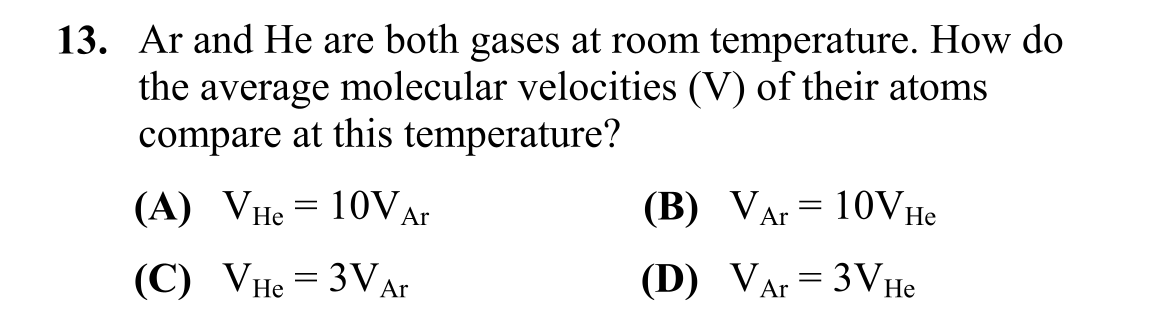 13. Ar and He are both gases at room temperature. How do
the average molecular velocities (V) of their atoms
compare at this temperature?
(A) V_He = 10V_Ar (B) V_Ar = 10V_He
(C) V_He = 3V_Ar (D) V_Ar = 3V_He